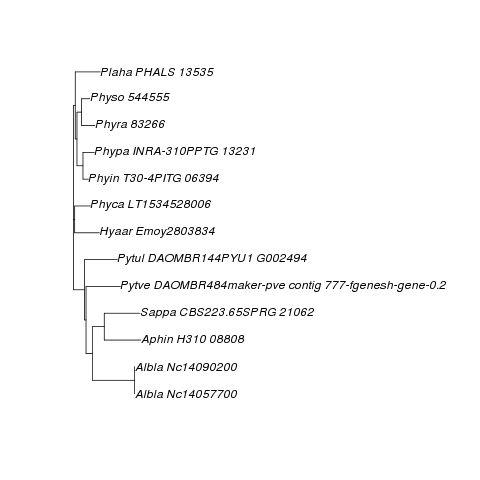 Plaha PHALS 13535
Physo 544555
Phyra 83266
Phypa INRA-310PPTG 13231
Phyin T30-4PITG 06394
Phyca LT1534528006
Hyaar Emoy2803834
Pytul DAOMBR144PYU1 G002494
Pytve DAOMBR484maker-pve contig 777-fgenesh-gene-0.2
Sappa CBS223.65SPRG 21062
Aphin H310 08808
Albla Nc14090200
Albla Nc14057700